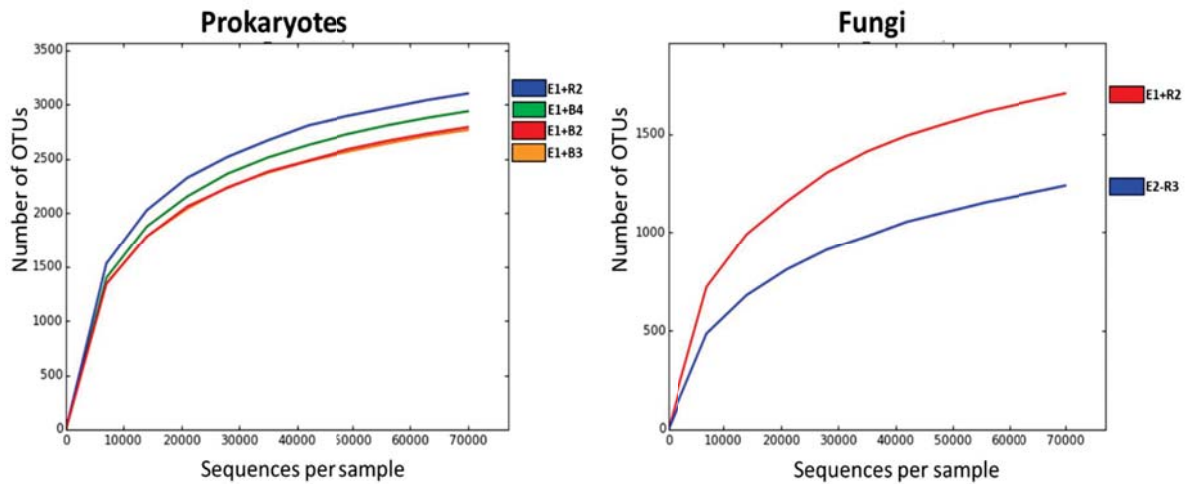 Prokaryotes
Number of OTUs
3500
3000
2500
2000
1500
1000
500
0
0 10000 20000 30000 40000 50000 60000 70000
Sequences per sample
E1+R2
E1+B4
E1+B2
E1+B3
Fungi
Number of OTUs
1500
1000
500
0
0 10000 20000 30000 40000 50000 60000 70000
Sequences per sample
E1+R2
E2-R3